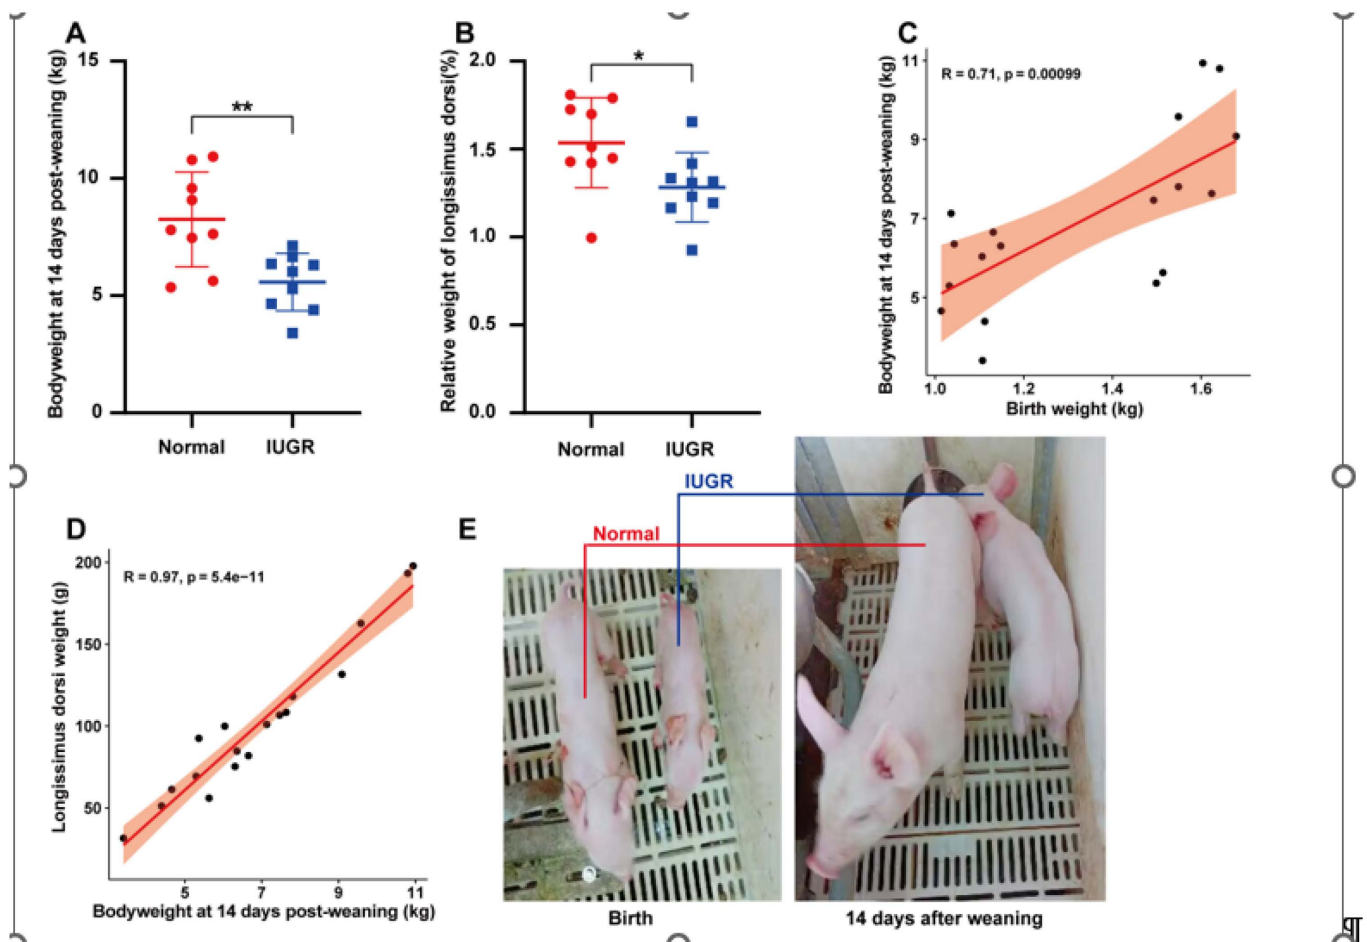 A
Bodyweight at 14 days post-weaning (kg)
15
10
5
0
**
Normal
IUGR
B
Relative weight of longissimus dorsi(%)
2.0
1.5
1.0
0.5
0.0
*
Normal
IUGR
C
Bodyweight at 14 days post-weaning (kg)
11
9
7
5
R = 0.71, p = 0.00099
1.0
1.2
1.4
1.6
Birth weight (kg)
D
Longissimus dorsi weight (g)
200
150
100
50
R = 0.97, p = 5.4e−11
5
7
9
11
Bodyweight at 14 days post-weaning (kg)
E
IUGR
Normal
Birth
14 days after weaning
¶